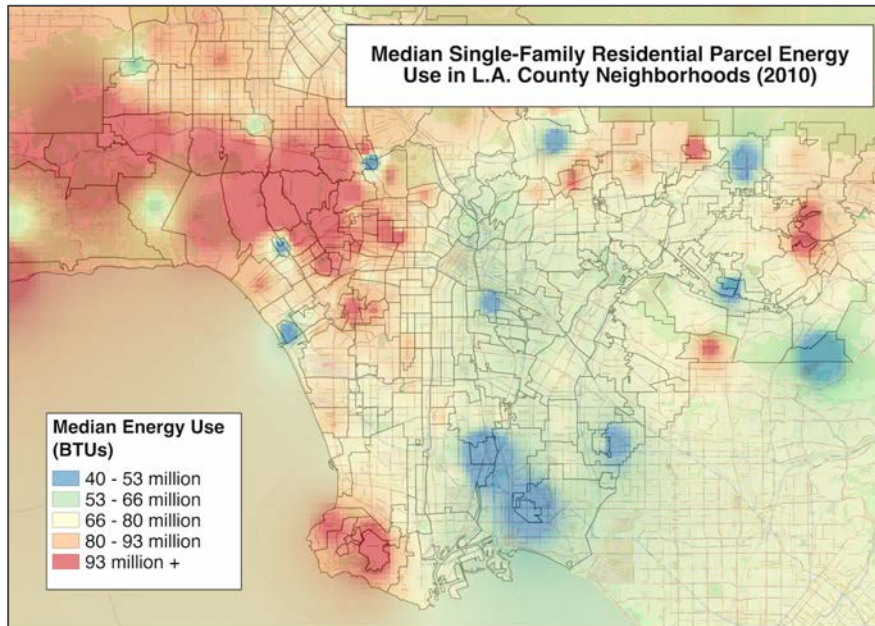 Median Single-Family Residential Parcel Energy
Use in L.A. County Neighborhoods (2010)
Median Energy Use
(BTUs)
40 - 53 million
53 - 66 million
66 - 80 million
80 - 93 million
93 million +